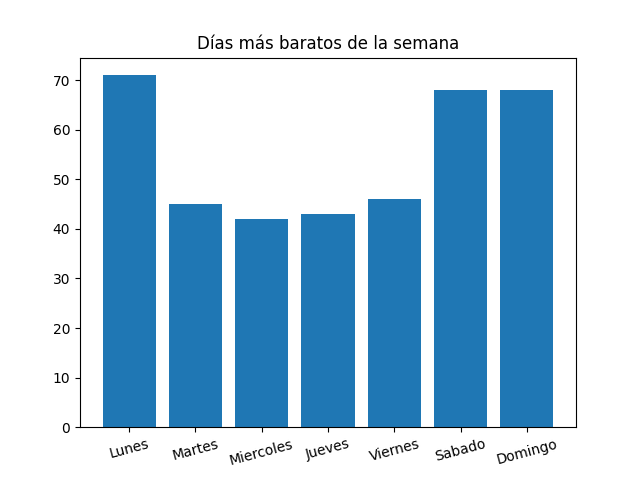 Días más baratos de la semana
70
60
50
40
30
20
10
0
Lunes
Martes
Miercoles
Jueves
Viernes
Sabado
Domingo